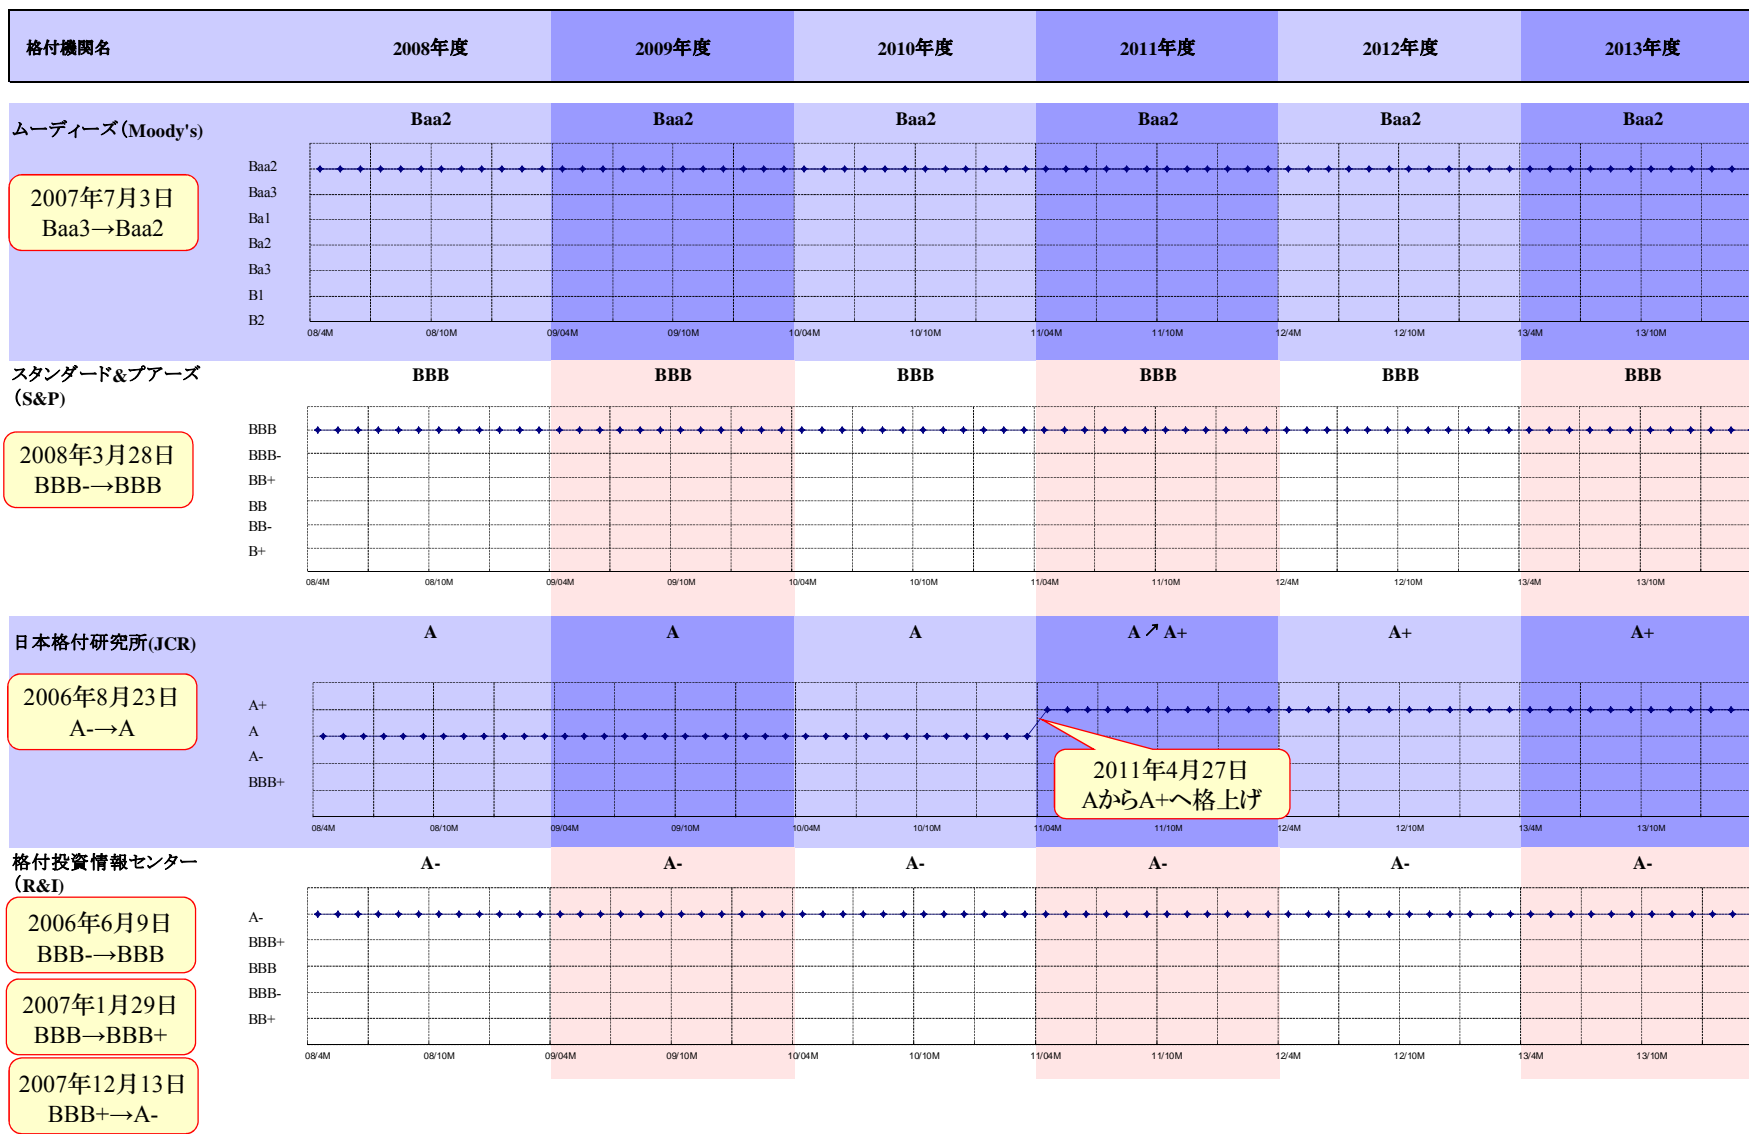 格付機関名 2008年度 2009年度 2010年度 2011年度 2012年度 2013年度
ムーディーズ(Moody's) Baa2 Baa2 Baa2 Baa2 Baa2 Baa2
2007年7月3日
Baa3→Baa2
Baa2
Baa3
Ba1
Ba2
Ba3
B1
B2
08/4M 08/10M 09/04M 09/10M 10/04M 10/10M 11/04M 11/10M 12/4M 12/10M 13/4M 13/10M
スタンダード&プアーズ
(S&P)
BBB BBB BBB BBB BBB BBB
2008年3月28日
BBB-→BBB
BBB
BBB-
BB+
BB
BB-
B+
08/4M 08/10M 09/04M 09/10M 10/04M 10/10M 11/04M 11/10M 12/4M 12/10M 13/4M 13/10M
日本格付研究所(JCR) A A A A↗A+ A+ A+
2006年8月23日
A-→A
A+
A
A-
BBB+
2011年4月27日
AからA+へ格上げ
08/4M 08/10M 09/04M 09/10M 10/04M 10/10M 11/04M 11/10M 12/4M 12/10M 13/4M 13/10M
格付投資情報センター
(R&I)
A- A- A- A- A- A-
2006年6月9日
BBB-→BBB
2007年1月29日
BBB→BBB+
2007年12月13日
BBB+→A-
A-
BBB+
BBB
BBB-
BB+
08/4M 08/10M 09/04M 09/10M 10/04M 10/10M 11/04M 11/10M 12/4M 12/10M 13/4M 13/10M